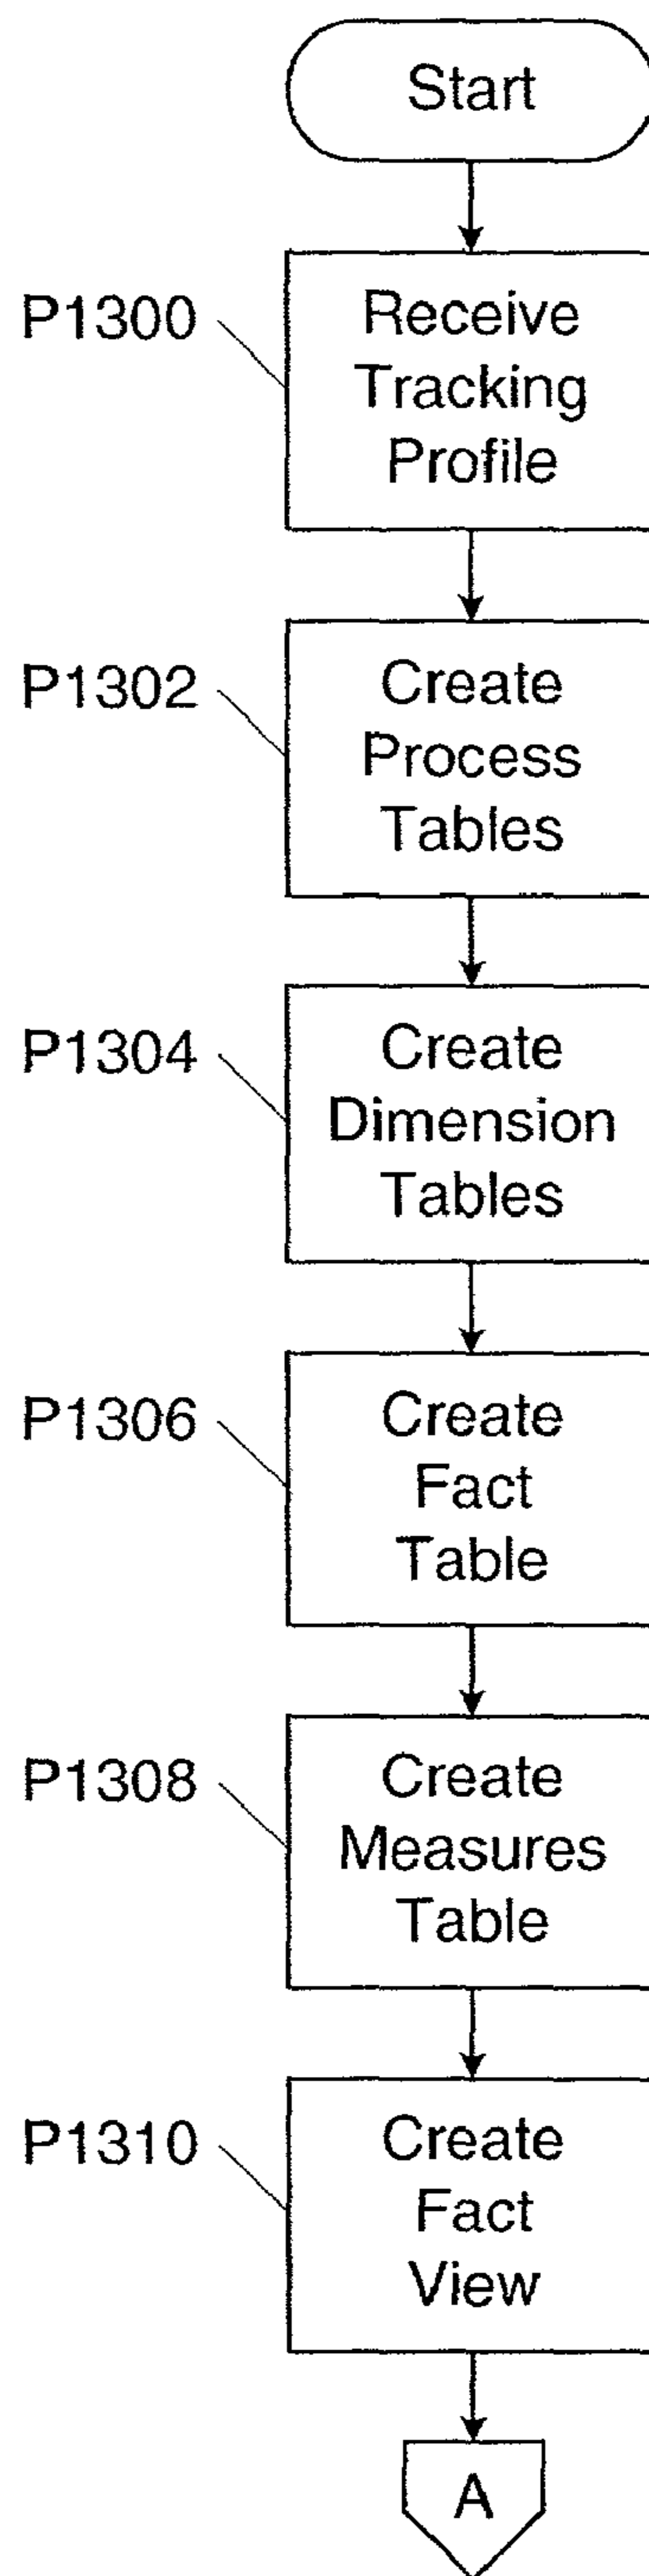 Start
P1300
Receive
Tracking
Profile
P1302
Create
Process
Tables
P1304
Create
Dimension
Tables
P1306
Create
Fact
Table
P1308
Create
Measures
Table
P1310
Create
Fact
View
A